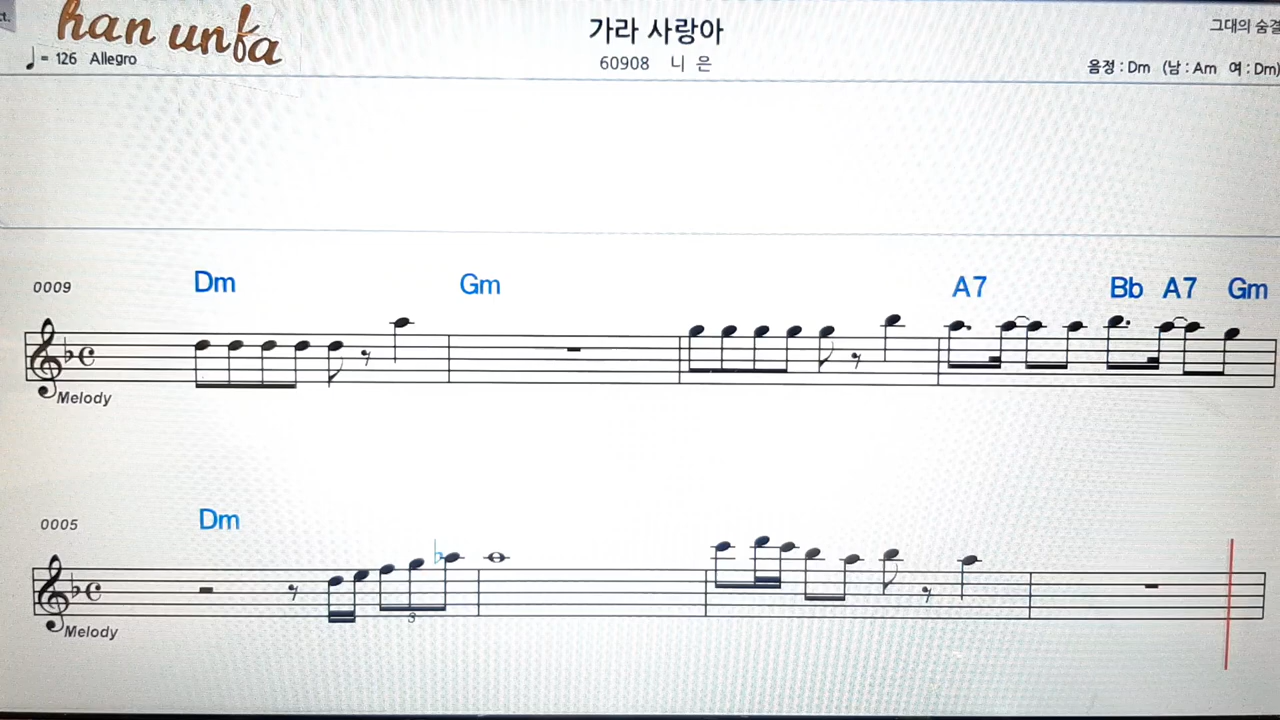 ct.
han unfa
가라 사랑아
그대의 숨결
= 126 Allegro
60908 니 은
음정 : Dm (남 : Am 여 : Dm)
0009 Dm Gm A7 Bb A7 Gm
Melody
0005 Dm
3
Melody